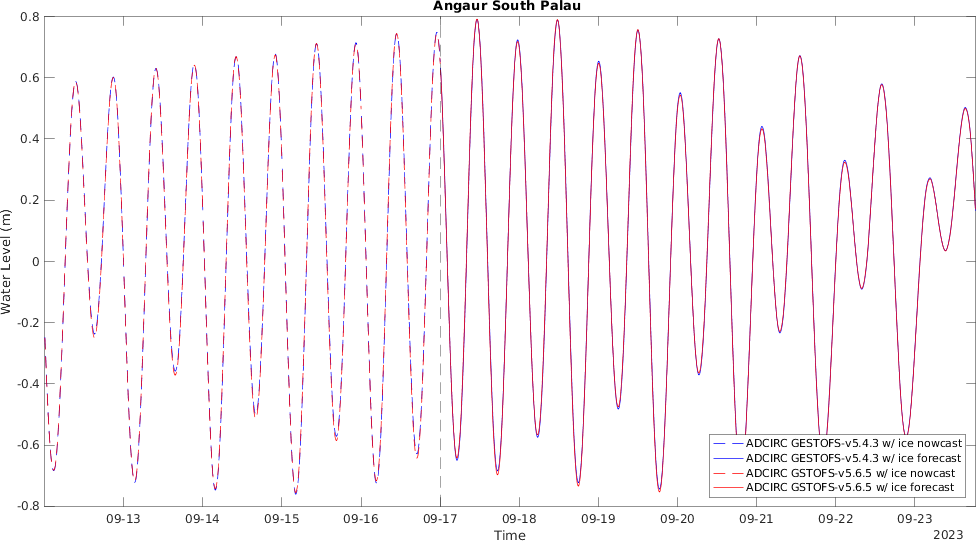 Angaur South Palau
0.8
0.6
0.4
0.2
0
-0.2
-0.4
-0.6
-0.8
Water Level (m)
ADCIRC GESTOFS-v5.4.3 w/ ice nowcast
ADCIRC GESTOFS-v5.4.3 w/ ice forecast
ADCIRC GSTOFS-v5.6.5 w/ ice nowcast
ADCIRC GSTOFS-v5.6.5 w/ ice forecast
09-13 09-14 09-15 09-16 09-17 09-18 09-19 09-20 09-21 09-22 09-23
Time
2023